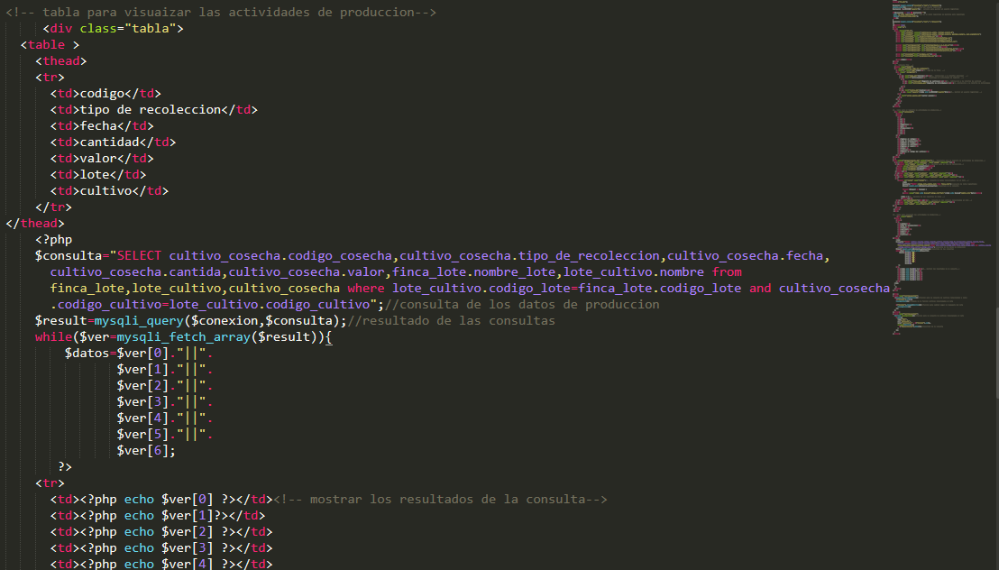 <!-- tabla para visuaizar las actividades de produccion-->
<div class="tabla">
<table >
<thead>
<tr>
<td>codigo</td>
<td>tipo de recoleccion</td>
<td>fecha</td>
<td>cantidad</td>
<td>valor</td>
<td>lote</td>
<td>cultivo</td>
</tr>
</thead>
<?php
$consulta="SELECT cultivo_cosecha.codigo_cosecha,cultivo_cosecha.tipo_de_recoleccion,cultivo_cosecha.fecha,
cultivo_cosecha.cantida,cultivo_cosecha.valor,finca_lote.nombre_lote,lote_cultivo.nombre from
finca_lote,lote_cultivo,cultivo_cosecha where lote_cultivo.codigo_lote=finca_lote.codigo_lote and cultivo_cosecha
.codigo_cultivo=lote_cultivo.codigo_cultivo";//consulta de los datos de produccion
$result=mysqli_query($conexion,$consulta);//resultado de las consultas
while($ver=mysqli_fetch_array($result)){
$datos=$ver[0]."||".
$ver[1]."||".
$ver[2]."||".
$ver[3]."||".
$ver[4]."||".
$ver[5]."||".
$ver[6];
?>
<tr>
<td><?php echo $ver[0] ?></td><!-- mostrar los resultados de la consulta-->
<td><?php echo $ver[1]?></td>
<td><?php echo $ver[2] ?></td>
<td><?php echo $ver[3] ?></td>
<td><?php echo $ver[4] ?></td>